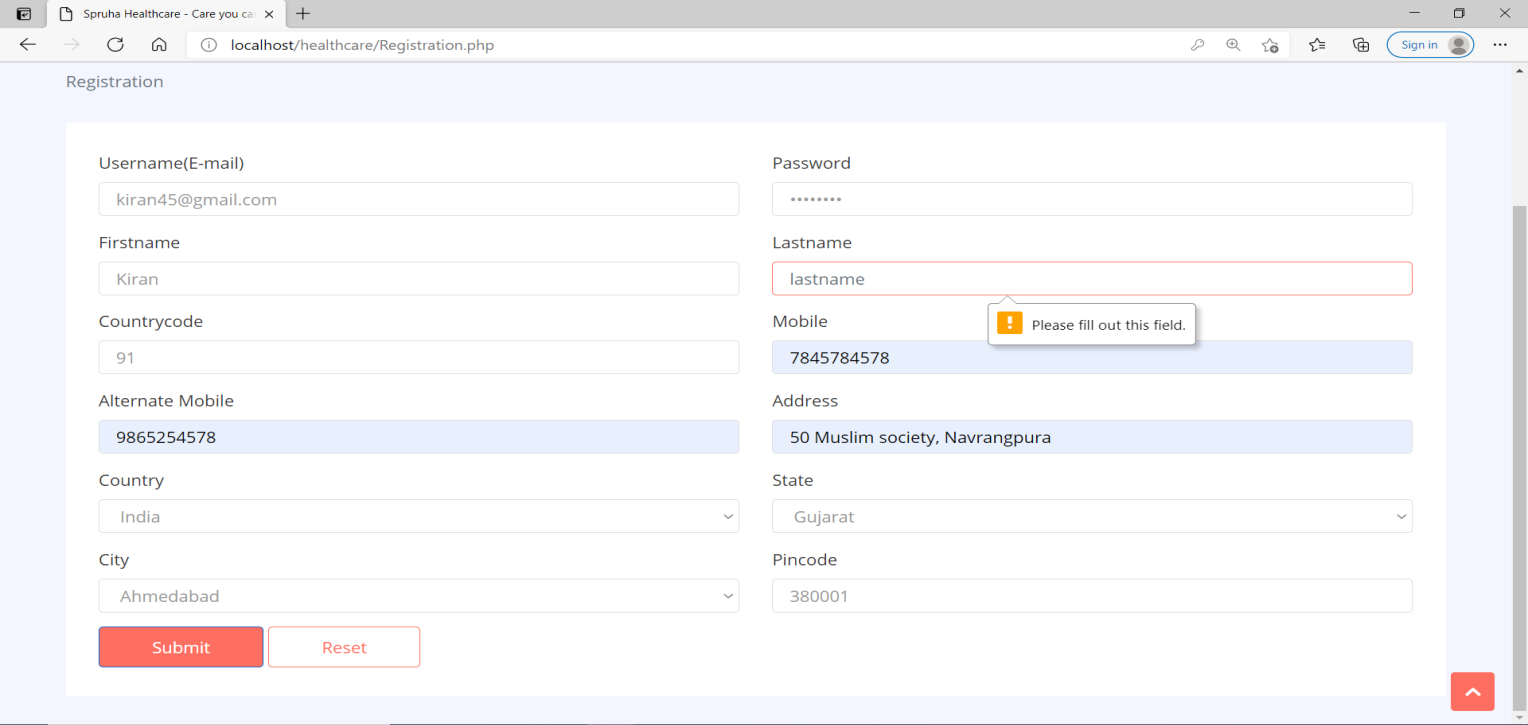 Spruha Healthcare - Care you ca
localhost/healthcare/Registration.php
Sign in
Registration
Username(E-mail) Password
kiran45@gmail.com ••••••••
Firstname Lastname
Kiran lastname
Please fill out this field.
Countrycode Mobile
91 7845784578
Alternate Mobile Address
9865254578 50 Muslim society, Navrangpura
Country State
India Gujarat
City Pincode
Ahmedabad 380001
Submit Reset